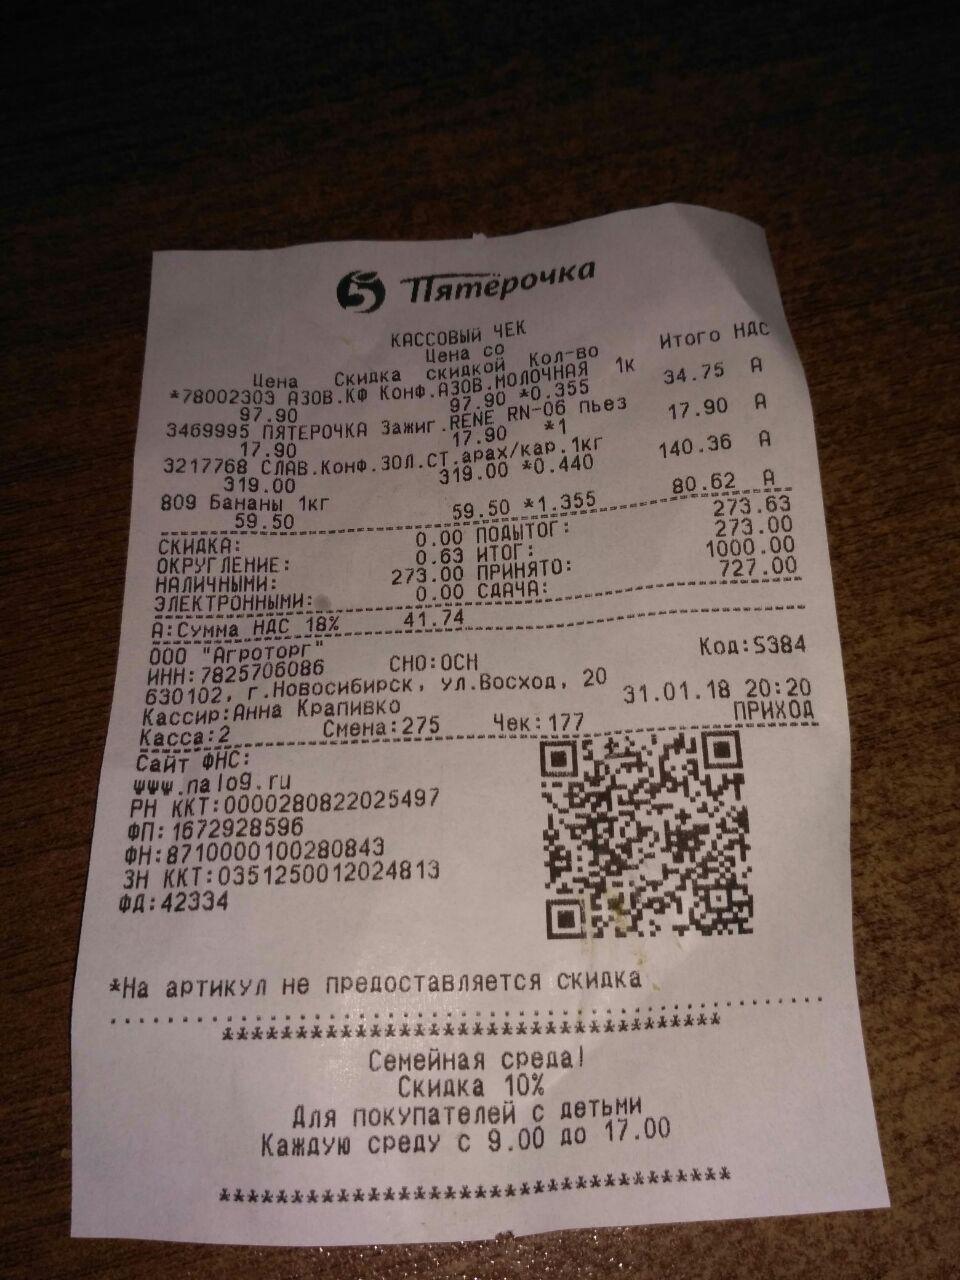 5 Пятёрочка
КАССОВЫЙ ЧЕК
Цена Скидка Цена со скидкой Кол-во Итого НДС
*78002303 АЗОВ.КФ Конф.АЗОВ.МОЛОЧНАЯ 1к
97.90 97.90 *0.355 34.75 А
3469995 ПЯТЕРОЧКА Зажиг.RENE RN-06 пьез
17.90 17.90 *1 17.90 А
3217768 СЛАВ.Конф.ЗОЛ.СТ.арах/кар.1кг
319.00 319.00 *0.440 140.36 А
809 Бананы 1кг
59.50 59.50 *1.355 80.62 А
СКИДКА: 0.00 ПОДЫТОГ: 273.63
ОКРУГЛЕНИЕ: 0.63 ИТОГ: 273.00
НАЛИЧНЫМИ: 273.00 ПРИНЯТО: 1000.00
ЭЛЕКТРОННЫМИ: 0.00 СДАЧА: 727.00
А:Сумма НДС 18% 41.74
ООО "Агроторг"
ИНН:7825706086 СНО:ОСН Код:5384
630102, г.Новосибирск, ул.Восход, 20
Кассир:Анна Крапивко 31.01.18 20:20
Касса:2 Смена:275 Чек:177 ПРИХОД
Сайт ФНС:
www.nalog.ru
РН ККТ:0000280822025497
ФП:1672928596
ФН:8710000100280843
ЗН ККТ:0351250012024813
ФД:42334
*На артикул не предоставляется скидка
Семейная среда!
Скидка 10%
Для покупателей с детьми
Каждую среду с 9.00 до 17.00